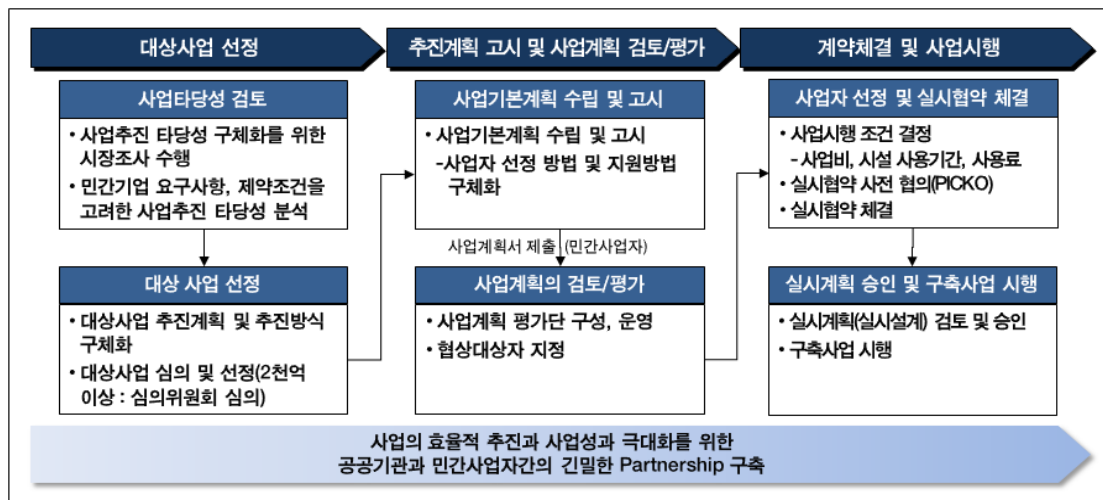 대상사업 선정
추진계획 고시 및 사업계획 검토/평가
계약체결 및 사업시행
사업타당성 검토
• 사업추진 타당성 구체화를 위한
시장조사 수행
• 민간기업 요구사항, 제약조건을
고려한 사업추진 타당성 분석
대상 사업 선정
• 대상사업 추진계획 및 추진방식
구체화
• 대상사업 심의 및 선정(2천억
이상 : 심의위원회 심의)
사업기본계획 수립 및 고시
• 사업기본계획 수립 및 고시
-사업자 선정 방법 및 지원방법
구체화
사업계획서 제출 (민간사업자)
사업계획의 검토/평가
• 사업계획 평가단 구성, 운영
• 협상대상자 지정
사업자 선정 및 실시협약 체결
• 사업시행 조건 결정
- 사업비, 시설 사용기간, 사용료
• 실시협약 사전 협의(PICKO)
• 실시협약 체결
실시계획 승인 및 구축사업 시행
• 실시계획(실시설계) 검토 및 승인
• 구축사업 시행
사업의 효율적 추진과 사업성과 극대화를 위한
공공기관과 민간사업자간의 긴밀한 Partnership 구축